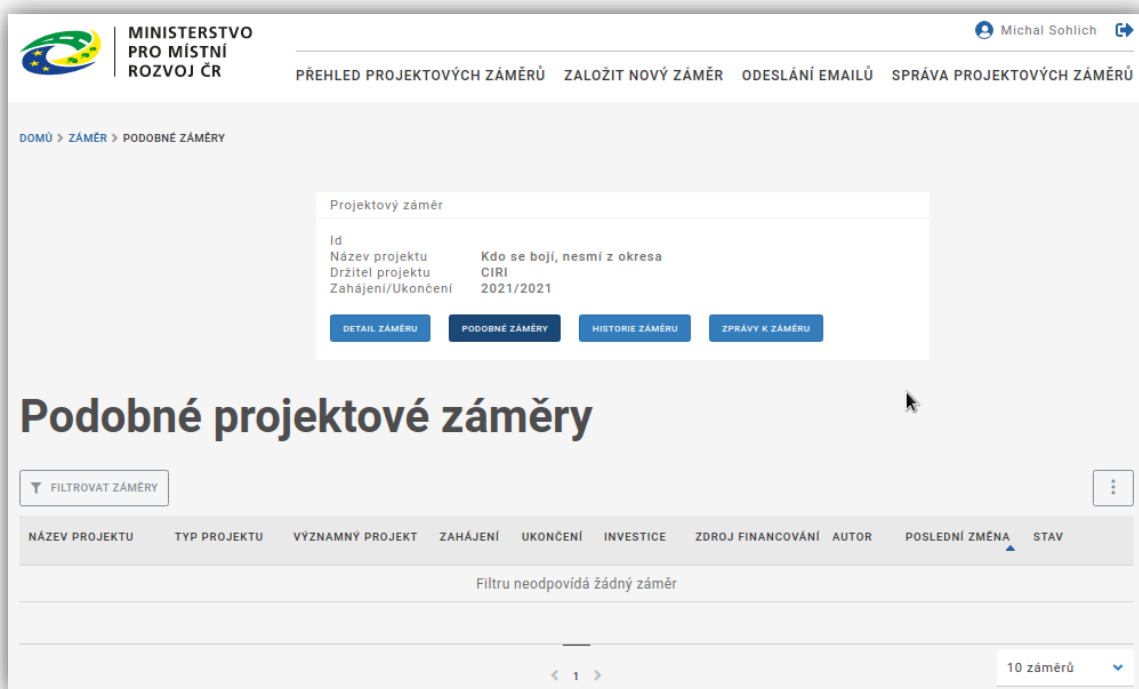 MINISTERSTVO
PRO MÍSTNÍ
ROZVOJ ČR
Michal Sohlich
PŘEHLED PROJEKTOVÝCH ZÁMĚRŮ ZALOŽIT NOVÝ ZÁMĚR ODESLÁNÍ EMAILŮ SPRÁVA PROJEKTOVÝCH ZÁMĚRŮ
DOMŮ > ZÁMĚR > PODOBNÉ ZÁMĚRY
Projektový záměr
Id
Název projektu Kdo se bojí, nesmí z okresa
Držitel projektu CIRI
Zahájení/Ukončení 2021/2021
DETAIL ZÁMĚRU PODOBNÉ ZÁMĚRY HISTORIE ZÁMĚRU ZPRÁVY K ZÁMĚRU
Podobné projektové záměry
FILTROVAT ZÁMĚRY
NÁZEV PROJEKTU TYP PROJEKTU VÝZNAMNÝ PROJEKT ZAHÁJENÍ UKONČENÍ INVESTICE ZDROJ FINANCOVÁNÍ AUTOR POSLEDNÍ ZMĚNA STAV
Filtru neodpovídá žádný záměr
< 1 >
10 záměrů